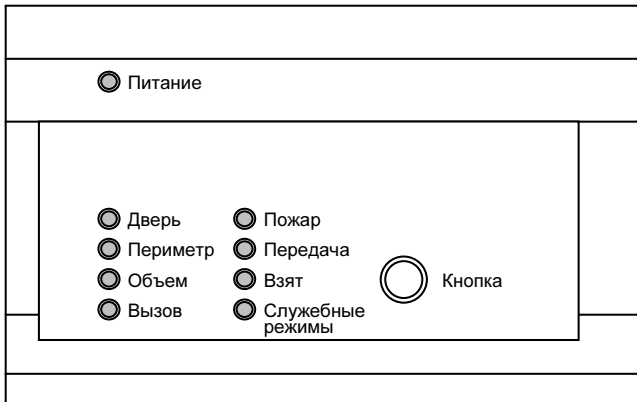 Питание
Дверь
Пожар
Периметр
Передача
Объем
Взят
Кнопка
Вызов
Служебные
режимы